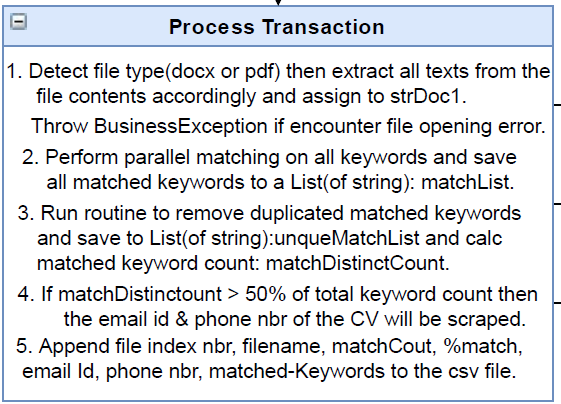 Process Transaction
1. Detect file type(docx or pdf) then extract all texts from the
file contents accordingly and assign to strDoc1.
Throw BusinessException if encounter file opening error.
2. Perform parallel matching on all keywords and save
all matched keywords to a List(of string): matchList.
3. Run routine to remove duplicated matched keywords
and save to List(of string):unqueMatchList and calc
matched keyword count: matchDistinctCount.
4. If matchDistinctount > 50% of total keyword count then
the email id & phone nbr of the CV will be scraped.
5. Append file index nbr, filename, matchCout, %match,
email Id, phone nbr, matched-Keywords to the csv file.